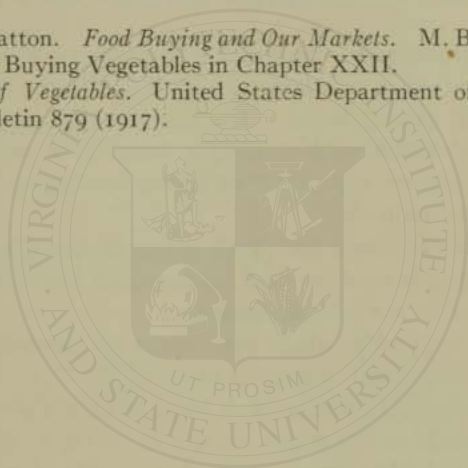 atton. Food Buying and Our Markets. M. B
Buying Vegetables in Chapter XXII.
f Vegetables. United States Department o
letin 879 (1917).
VIRGINIA
INSTITUTE
AND STATE UNIVERSITY
UT PROSIM